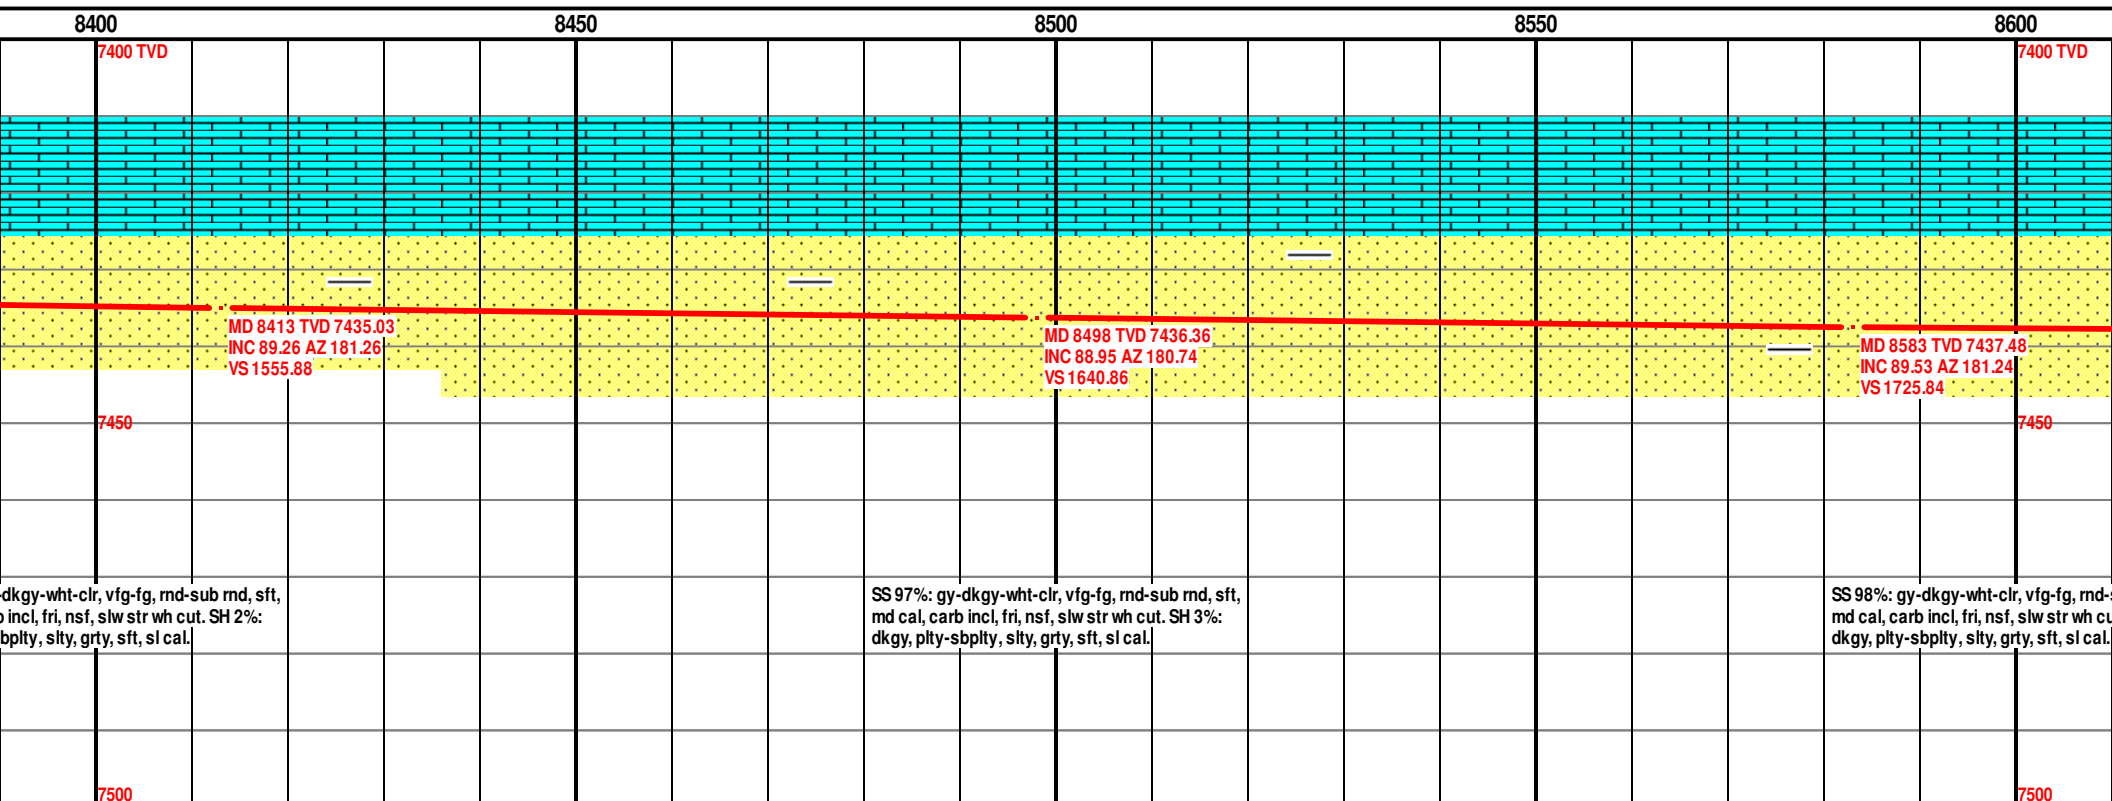 8400 8450 8500 8550 8600
7400 TVD 7400 TVD
MD 8413 TVD 7435.03
INC 89.26 AZ 181.26
VS 1555.88
MD 8498 TVD 7436.36
INC 88.95 AZ 180.74
VS 1640.86
MD 8583 TVD 7437.48
INC 89.53 AZ 181.24
VS 1725.84
7450 7450
-dkgy-wht-clr, vfg-fg, rnd-sub rnd, sft,
incl, fri, nsf, slw str wh cut. SH 2%:
bplty, slty, grty, sft, sl cal.
SS 97%: gy-dkgy-wht-clr, vfg-fg, rnd-sub rnd, sft,
md cal, carb incl, fri, nsf, slw str wh cut. SH 3%:
dkgy, plty-sbplty, slty, grty, sft, sl cal.
SS 98%: gy-dkgy-wht-clr, vfg-fg, rnd-s
md cal, carb incl, fri, nsf, slw str wh cu
dkgy, plty-sbplty, slty, grty, sft, sl cal.
7500 7500